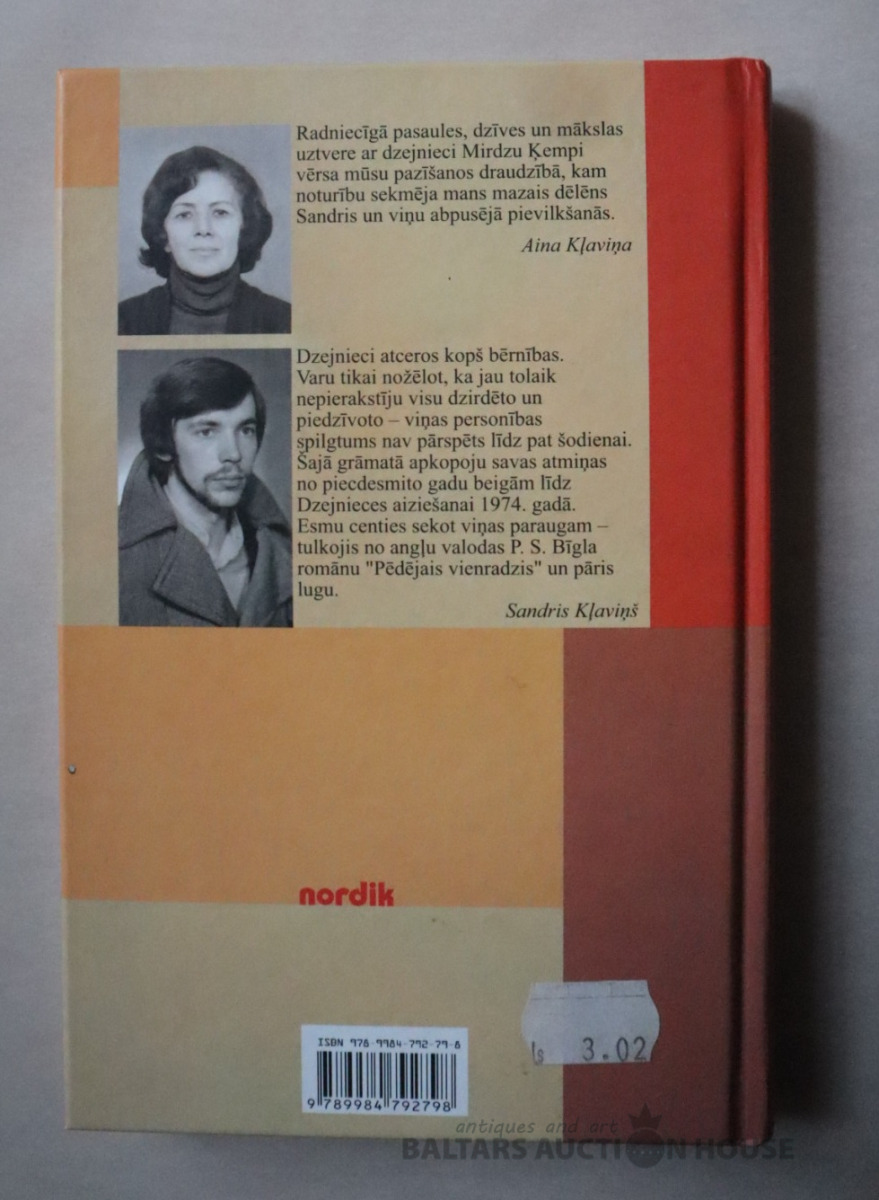 Radniecīgā pasaules, dzīves un mākslas
uztvere ar dzejnieci Mirdzu Ķempi
vērsa mūsu pazīšanos draudzībā, kam
noturību sekmēja mans mazais dēlēns
Sandris un viņu abpusējā pievilkšanās.
Aina Kļaviņa
Dzejnieci atceros kopš bērnības.
Varu tikai nožēlot, ka jau tolaik
nepierakstīju visu dzirdēto un
piedzīvoto – viņas personības
spilgtums nav pārspēts līdz pat šodienai.
Šajā grāmatā apkopoju savas atmiņas
no piecdesmito gadu beigām līdz
Dzejnieces aiziešanai 1974. gadā.
Esmu centies sekot viņas paraugam –
tulkojis no angļu valodas P. S. Bīgla
romānu "Pēdējais vienradzis" un pāris
lugu.
Sandris Kļaviņš
nordik
Ls 3.02
ISBN 978-9984-792-79-8
9 789984 792798
antiques and art
BALTARS AUCTION HOUSE